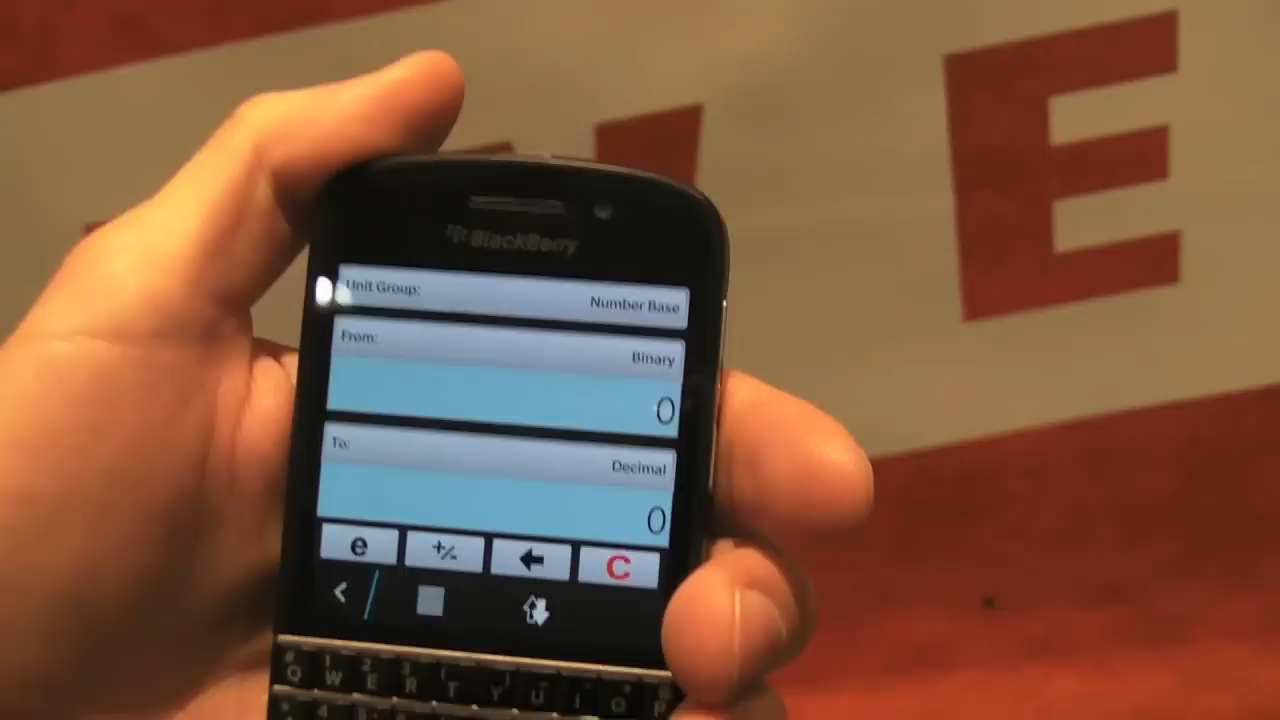 E
BlackBerry
Unit Group:
Number Base
From:
Binary
0
To:
Decimal
0
e +/- C
Q W E R T Y U I O P